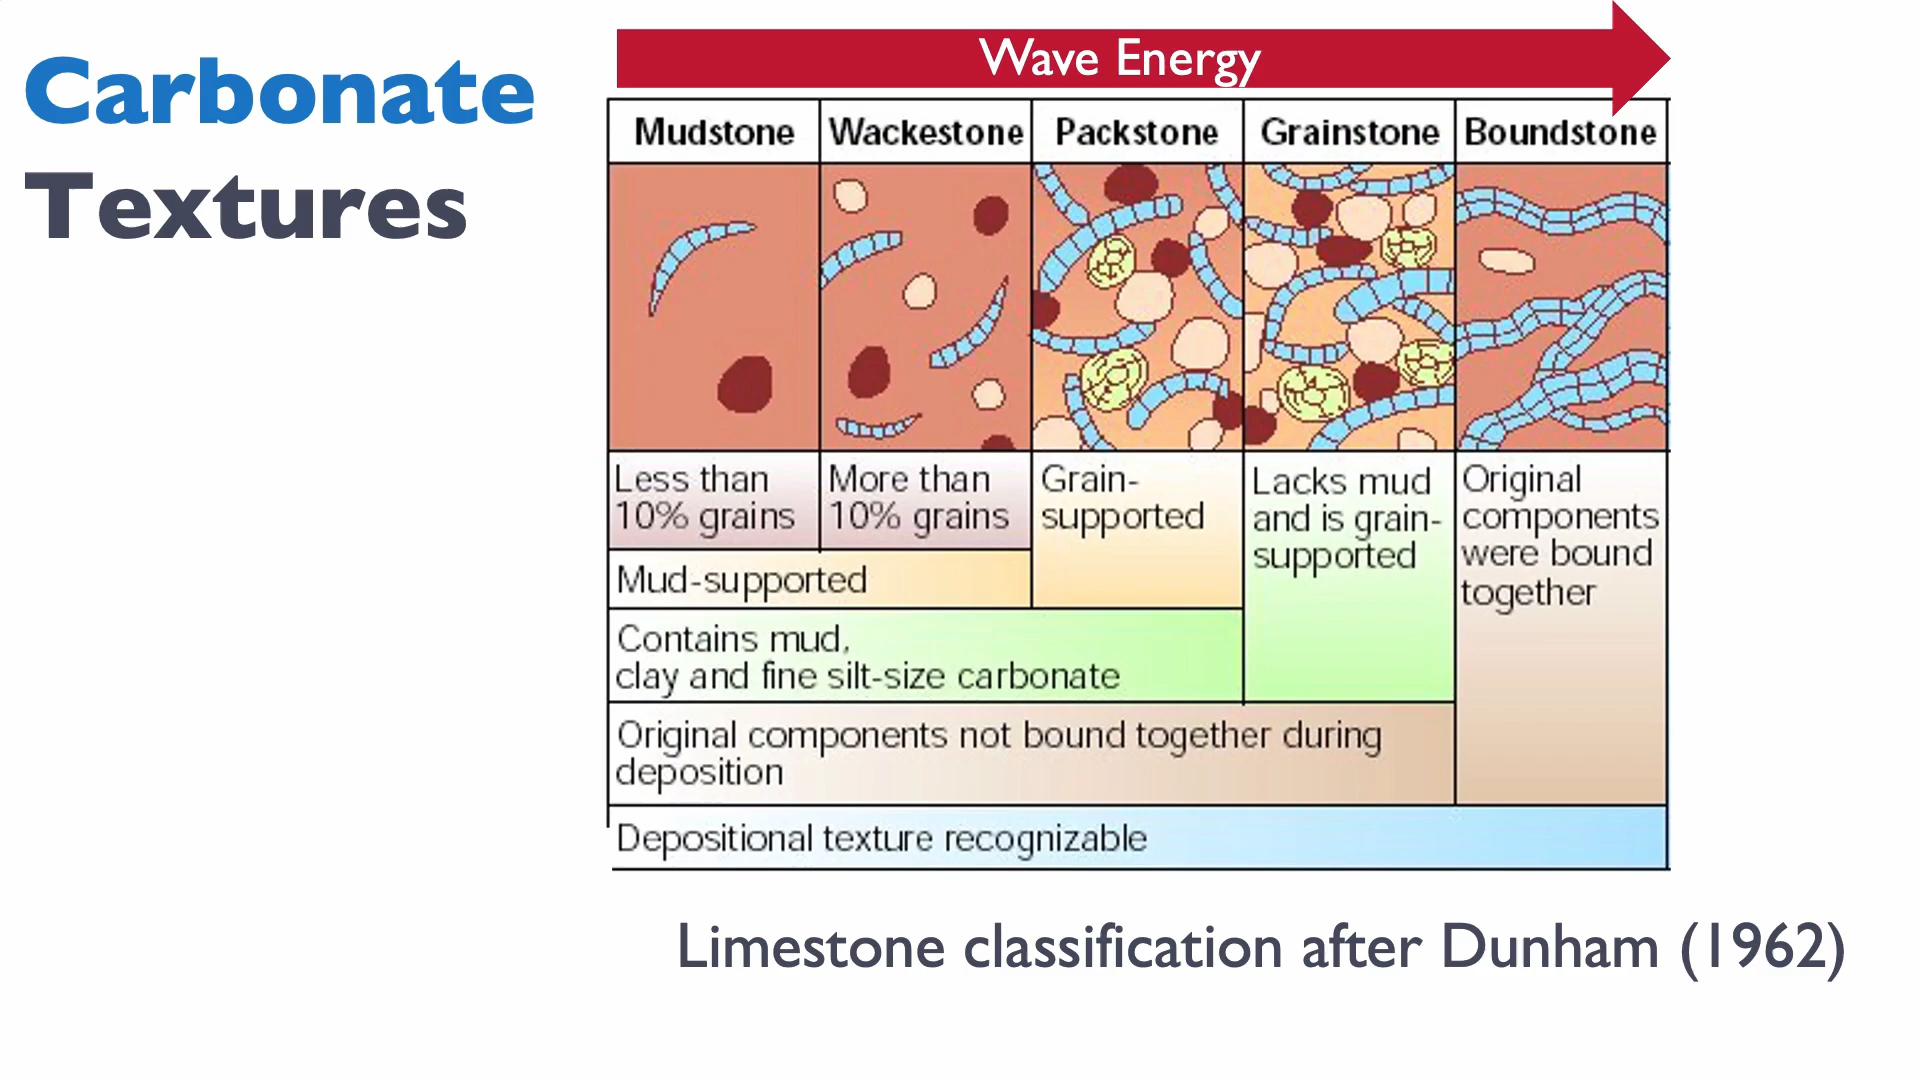 Carbonate
Textures
Wave Energy
Mudstone Wackestone Packstone Grainstone Boundstone
Less than
10% grains
More than
10% grains
Grain-
supported
Lacks mud
and is grain-
supported
Original
components
were bound
together
Mud-supported
Contains mud,
clay and fine silt-size carbonate
Original components not bound together during
deposition
Depositional texture recognizable
Limestone classification after Dunham (1962)